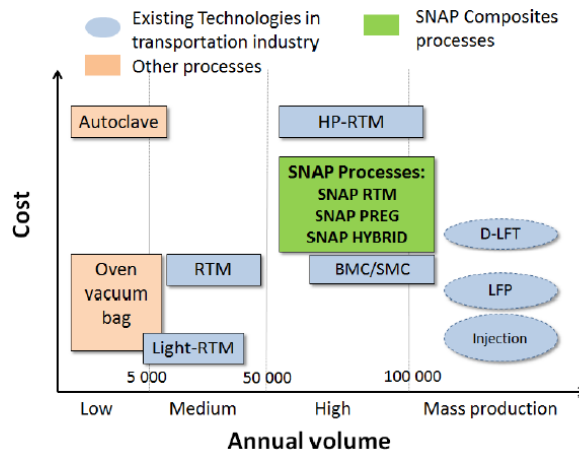 Existing Technologies in
transportation industry
Other processes
SNAP Composites
processes
Autoclave
HP-RTM
SNAP Processes:
SNAP RTM
SNAP PREG
SNAP HYBRID
D-LFT
Oven
vacuum
bag
RTM
BMC/SMC
LFP
Light-RTM
Injection
Cost
5 000
50 000
100 000
Low
Medium
High
Mass production
Annual volume